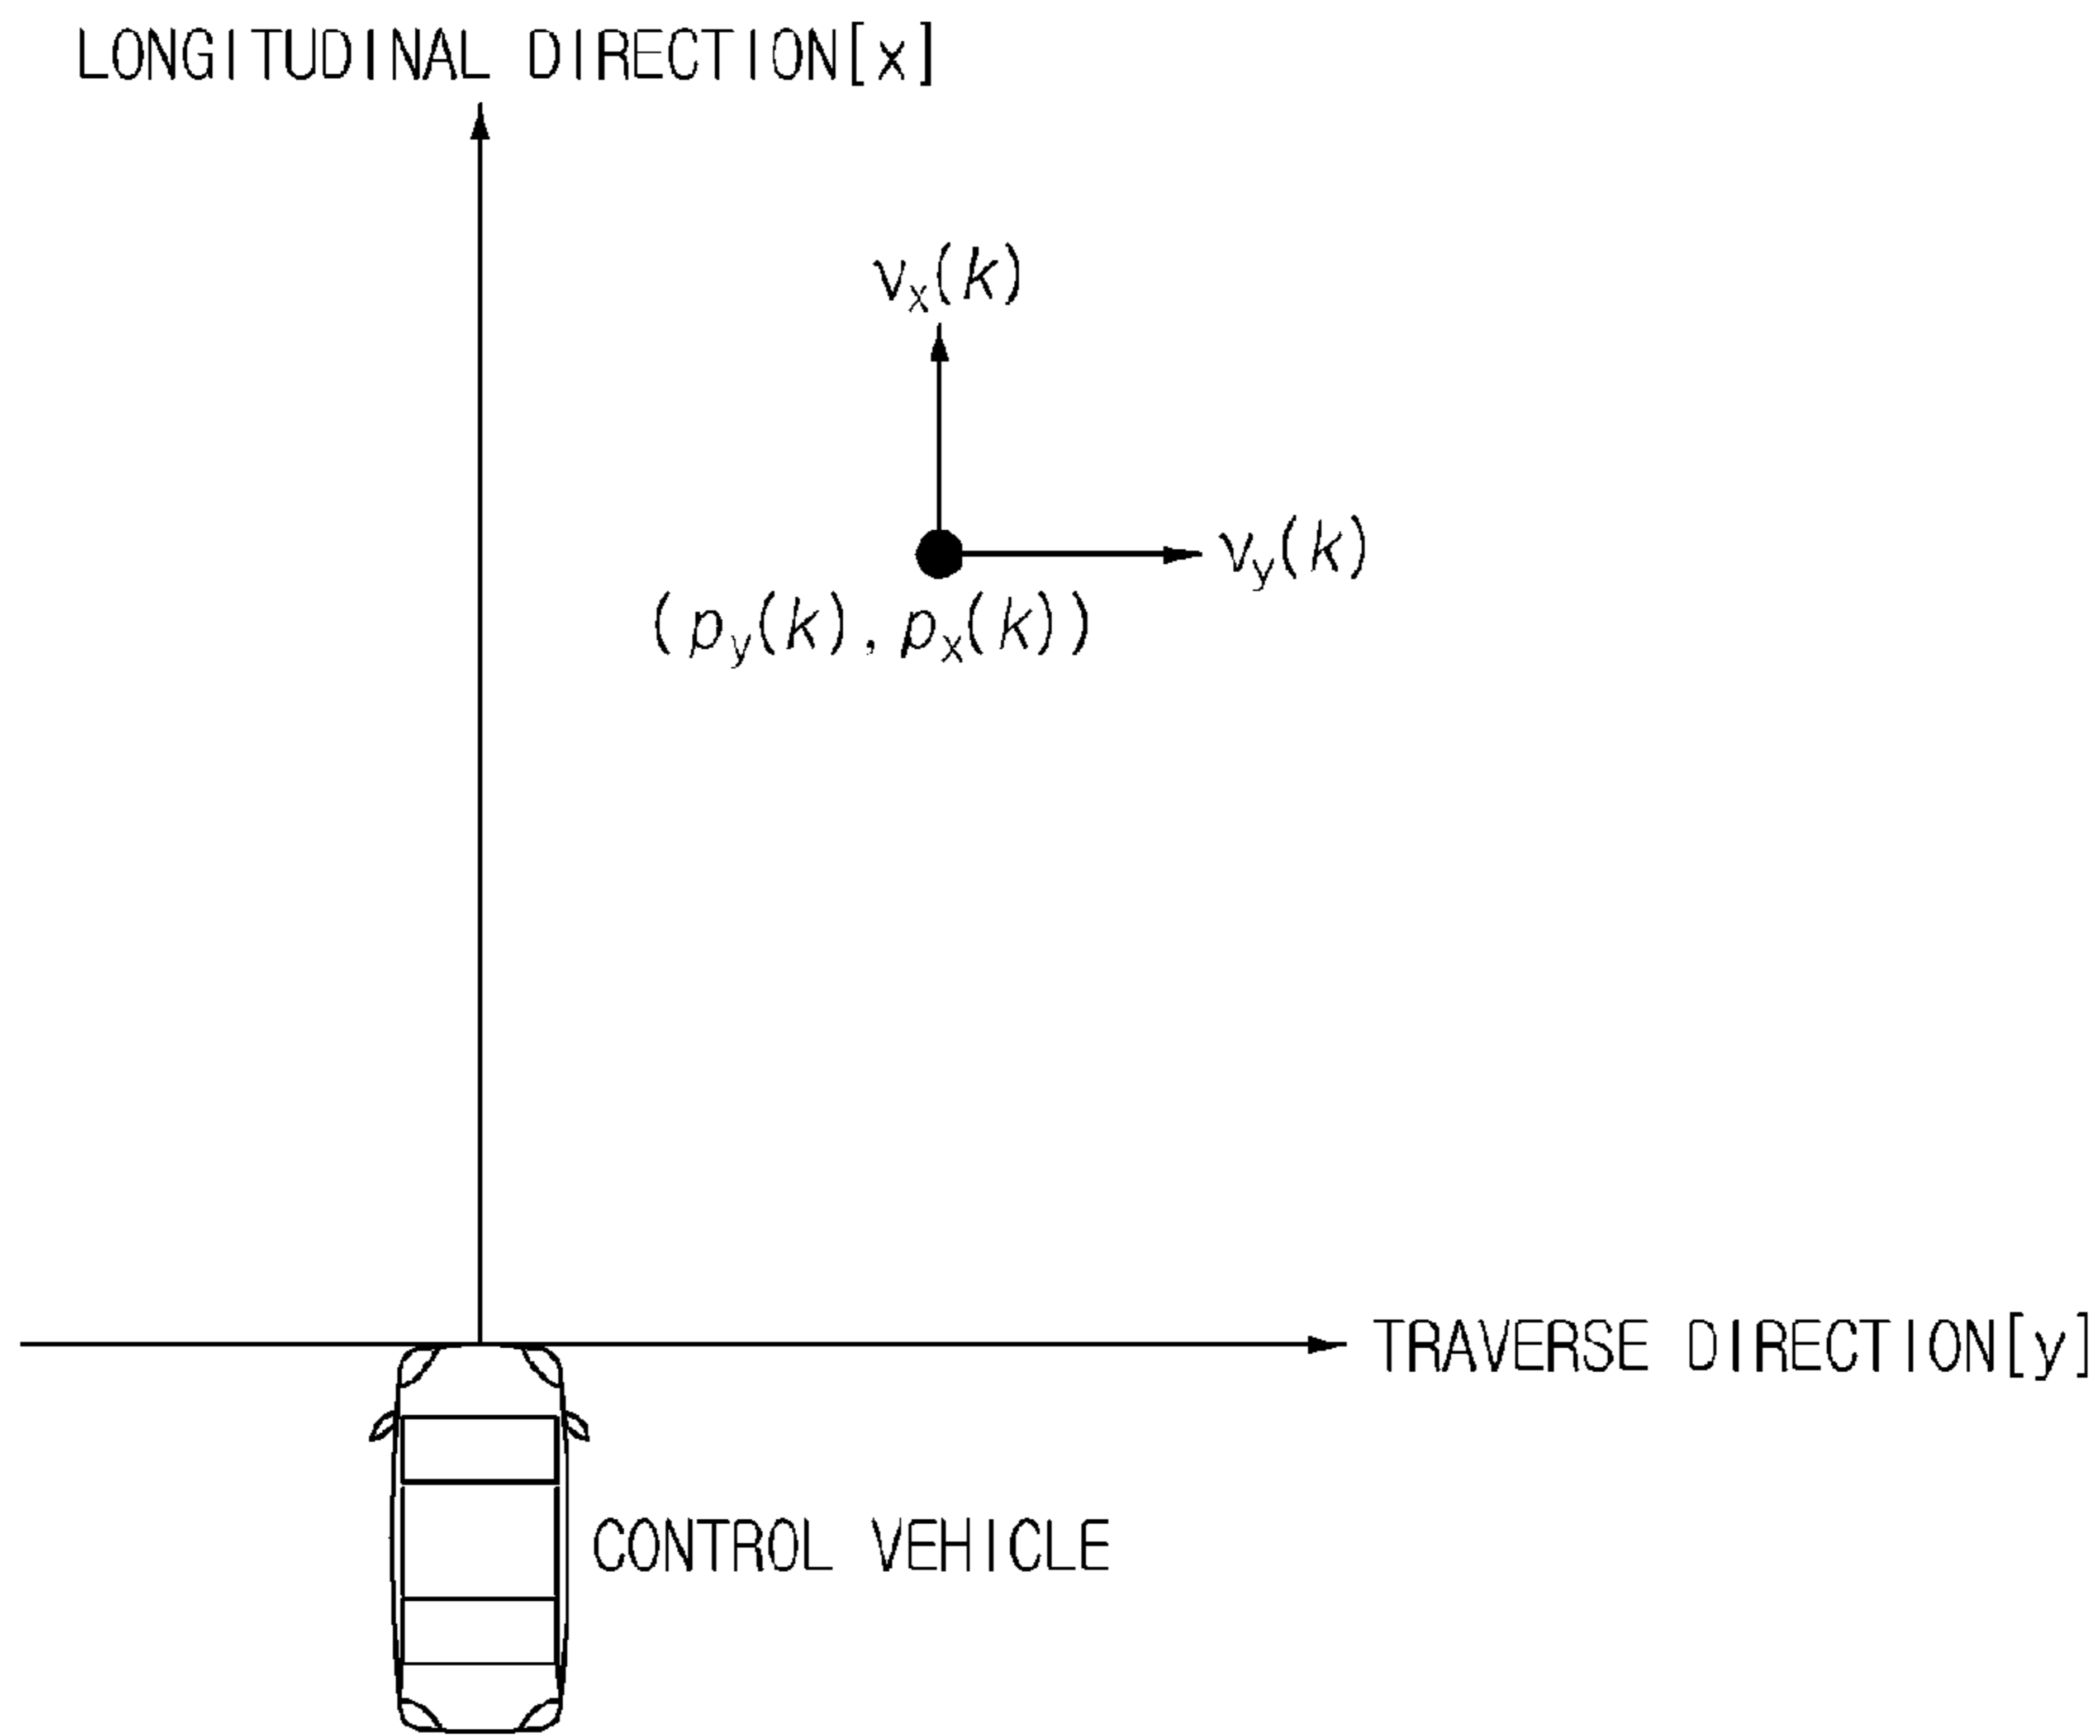 LONGITUDINAL DIRECTION[x]
vx(k)
vy(k)
(py(k), px(k))
TRAVERSE DIRECTION[y]
CONTROL VEHICLE